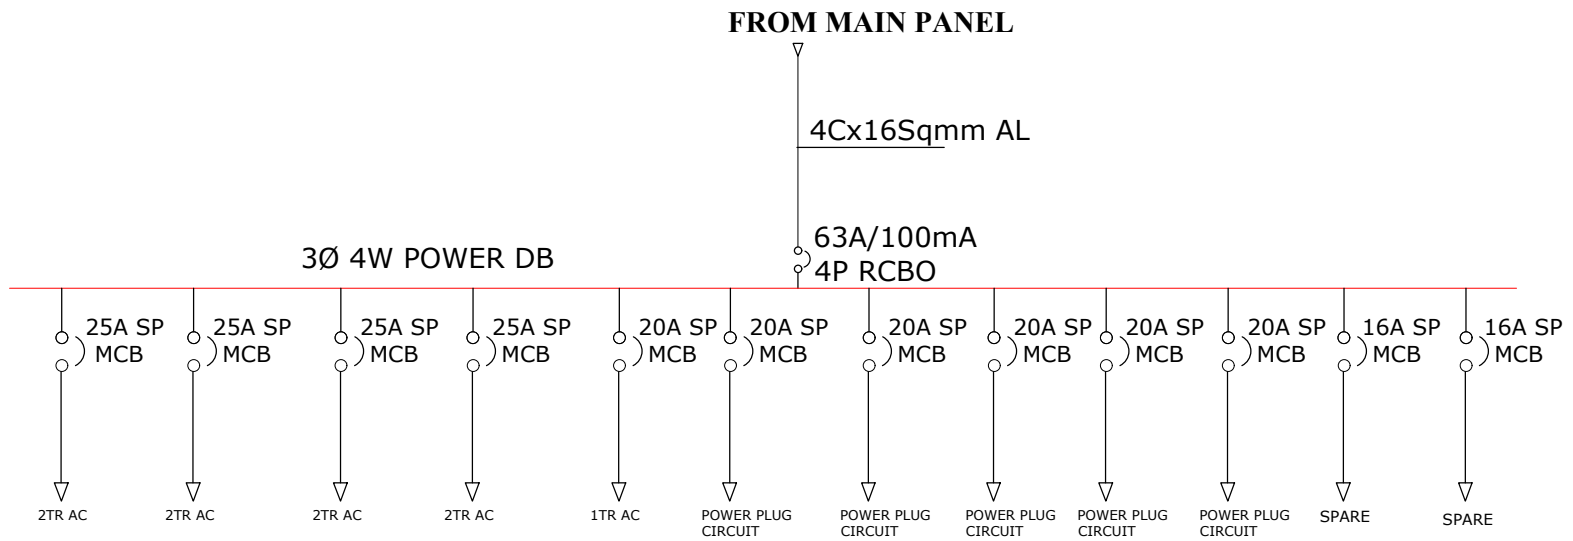 FROM MAIN PANEL
4Cx16Sqmm AL
63A/100mA
4P RCBO
3Ø 4W POWER DB
25A SP
MCB
25A SP
MCB
25A SP
MCB
25A SP
MCB
20A SP
MCB
20A SP
MCB
20A SP
MCB
20A SP
MCB
20A SP
MCB
20A SP
MCB
16A SP
MCB
16A SP
MCB
2TR AC
2TR AC
2TR AC
2TR AC
1TR AC
POWER PLUG
CIRCUIT
POWER PLUG
CIRCUIT
POWER PLUG
CIRCUIT
POWER PLUG
CIRCUIT
POWER PLUG
CIRCUIT
SPARE
SPARE